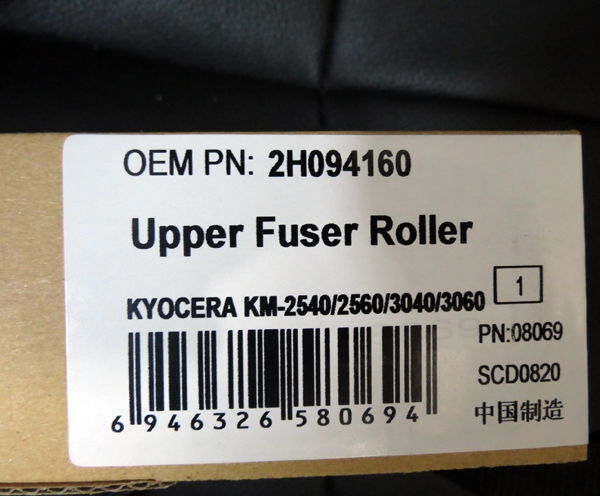 OEM PN: 2H094160
Upper Fuser Roller
1
KYOCERA KM-2540/2560/3040/3060
PN:08069
SCD0820
6 946326 580694
中国制造